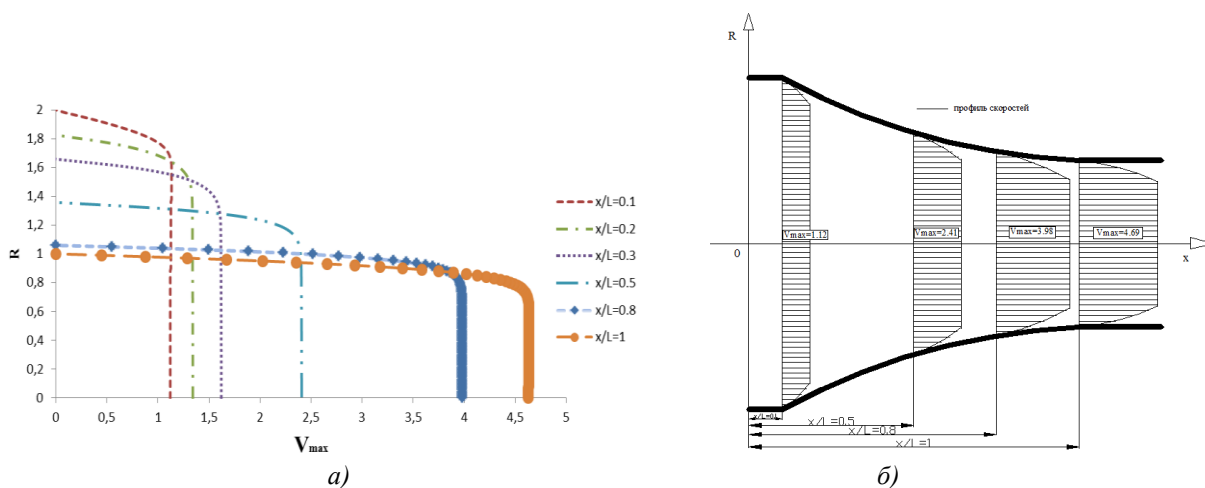 R
2
1,8
1,6
1,4
1,2
1
0,8
0,6
0,4
0,2
0
0 0,5 1 1,5 2 2,5 3 3,5 4 4,5 5
Vmax
x/L=0.1
x/L=0.2
x/L=0.3
x/L=0.5
x/L=0.8
x/L=1
а)
R
профиль скоростей
Vmax=1.12
Vmax=2.41
Vmax=3.98
Vmax=4.69
0
x
x/L=0.1
x/L=0.5
x/L=0.8
x/L=1
б)